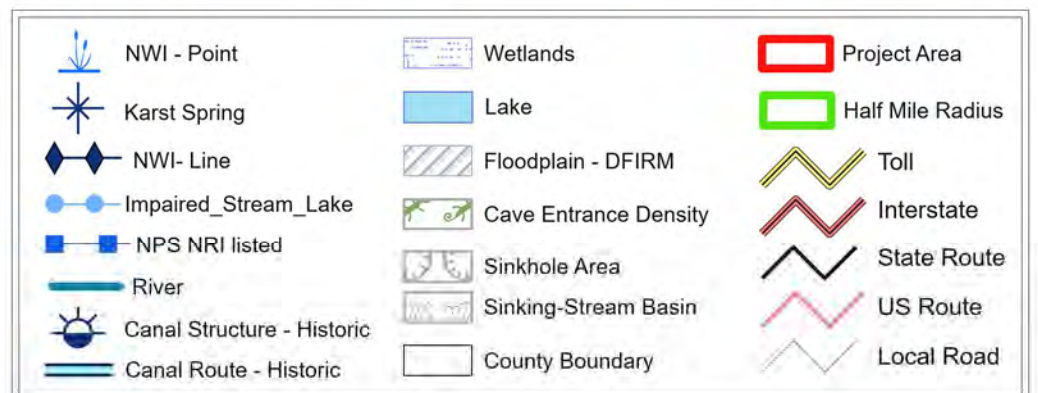 NWI - Point
Karst Spring
NWI- Line
Impaired_Stream_Lake
NPS NRI listed
River
Canal Structure - Historic
Canal Route - Historic
Wetlands
Lake
Floodplain - DFIRM
Cave Entrance Density
Sinkhole Area
Sinking-Stream Basin
County Boundary
Project Area
Half Mile Radius
Toll
Interstate
State Route
US Route
Local Road